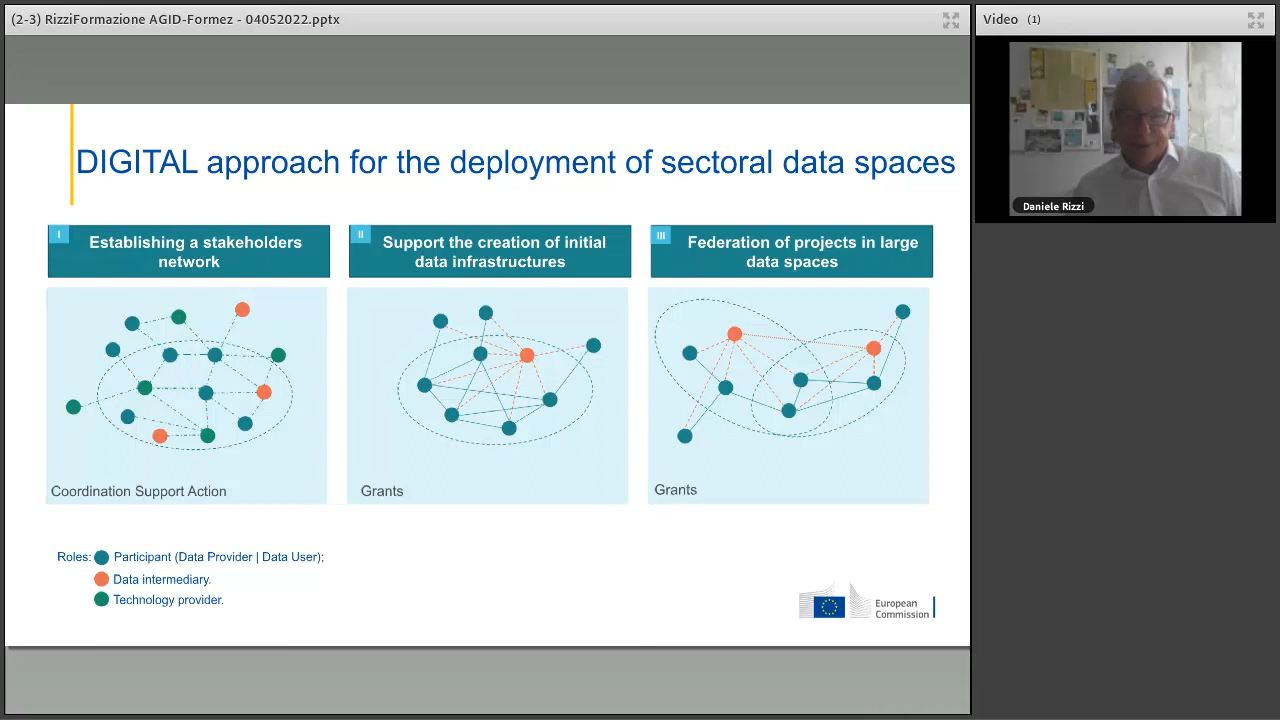 (2-3) RizziFormazione AGID-Formez - 04052022.pptx
Video (1)
Daniele Rizzi
DIGITAL approach for the deployment of sectoral data spaces
I
Establishing a stakeholders
network
II
Support the creation of initial
data infrastructures
III
Federation of projects in large
data spaces
Coordination Support Action
Grants
Grants
Roles:
Participant (Data Provider | Data User);
Data intermediary.
Technology provider.
European
Commission